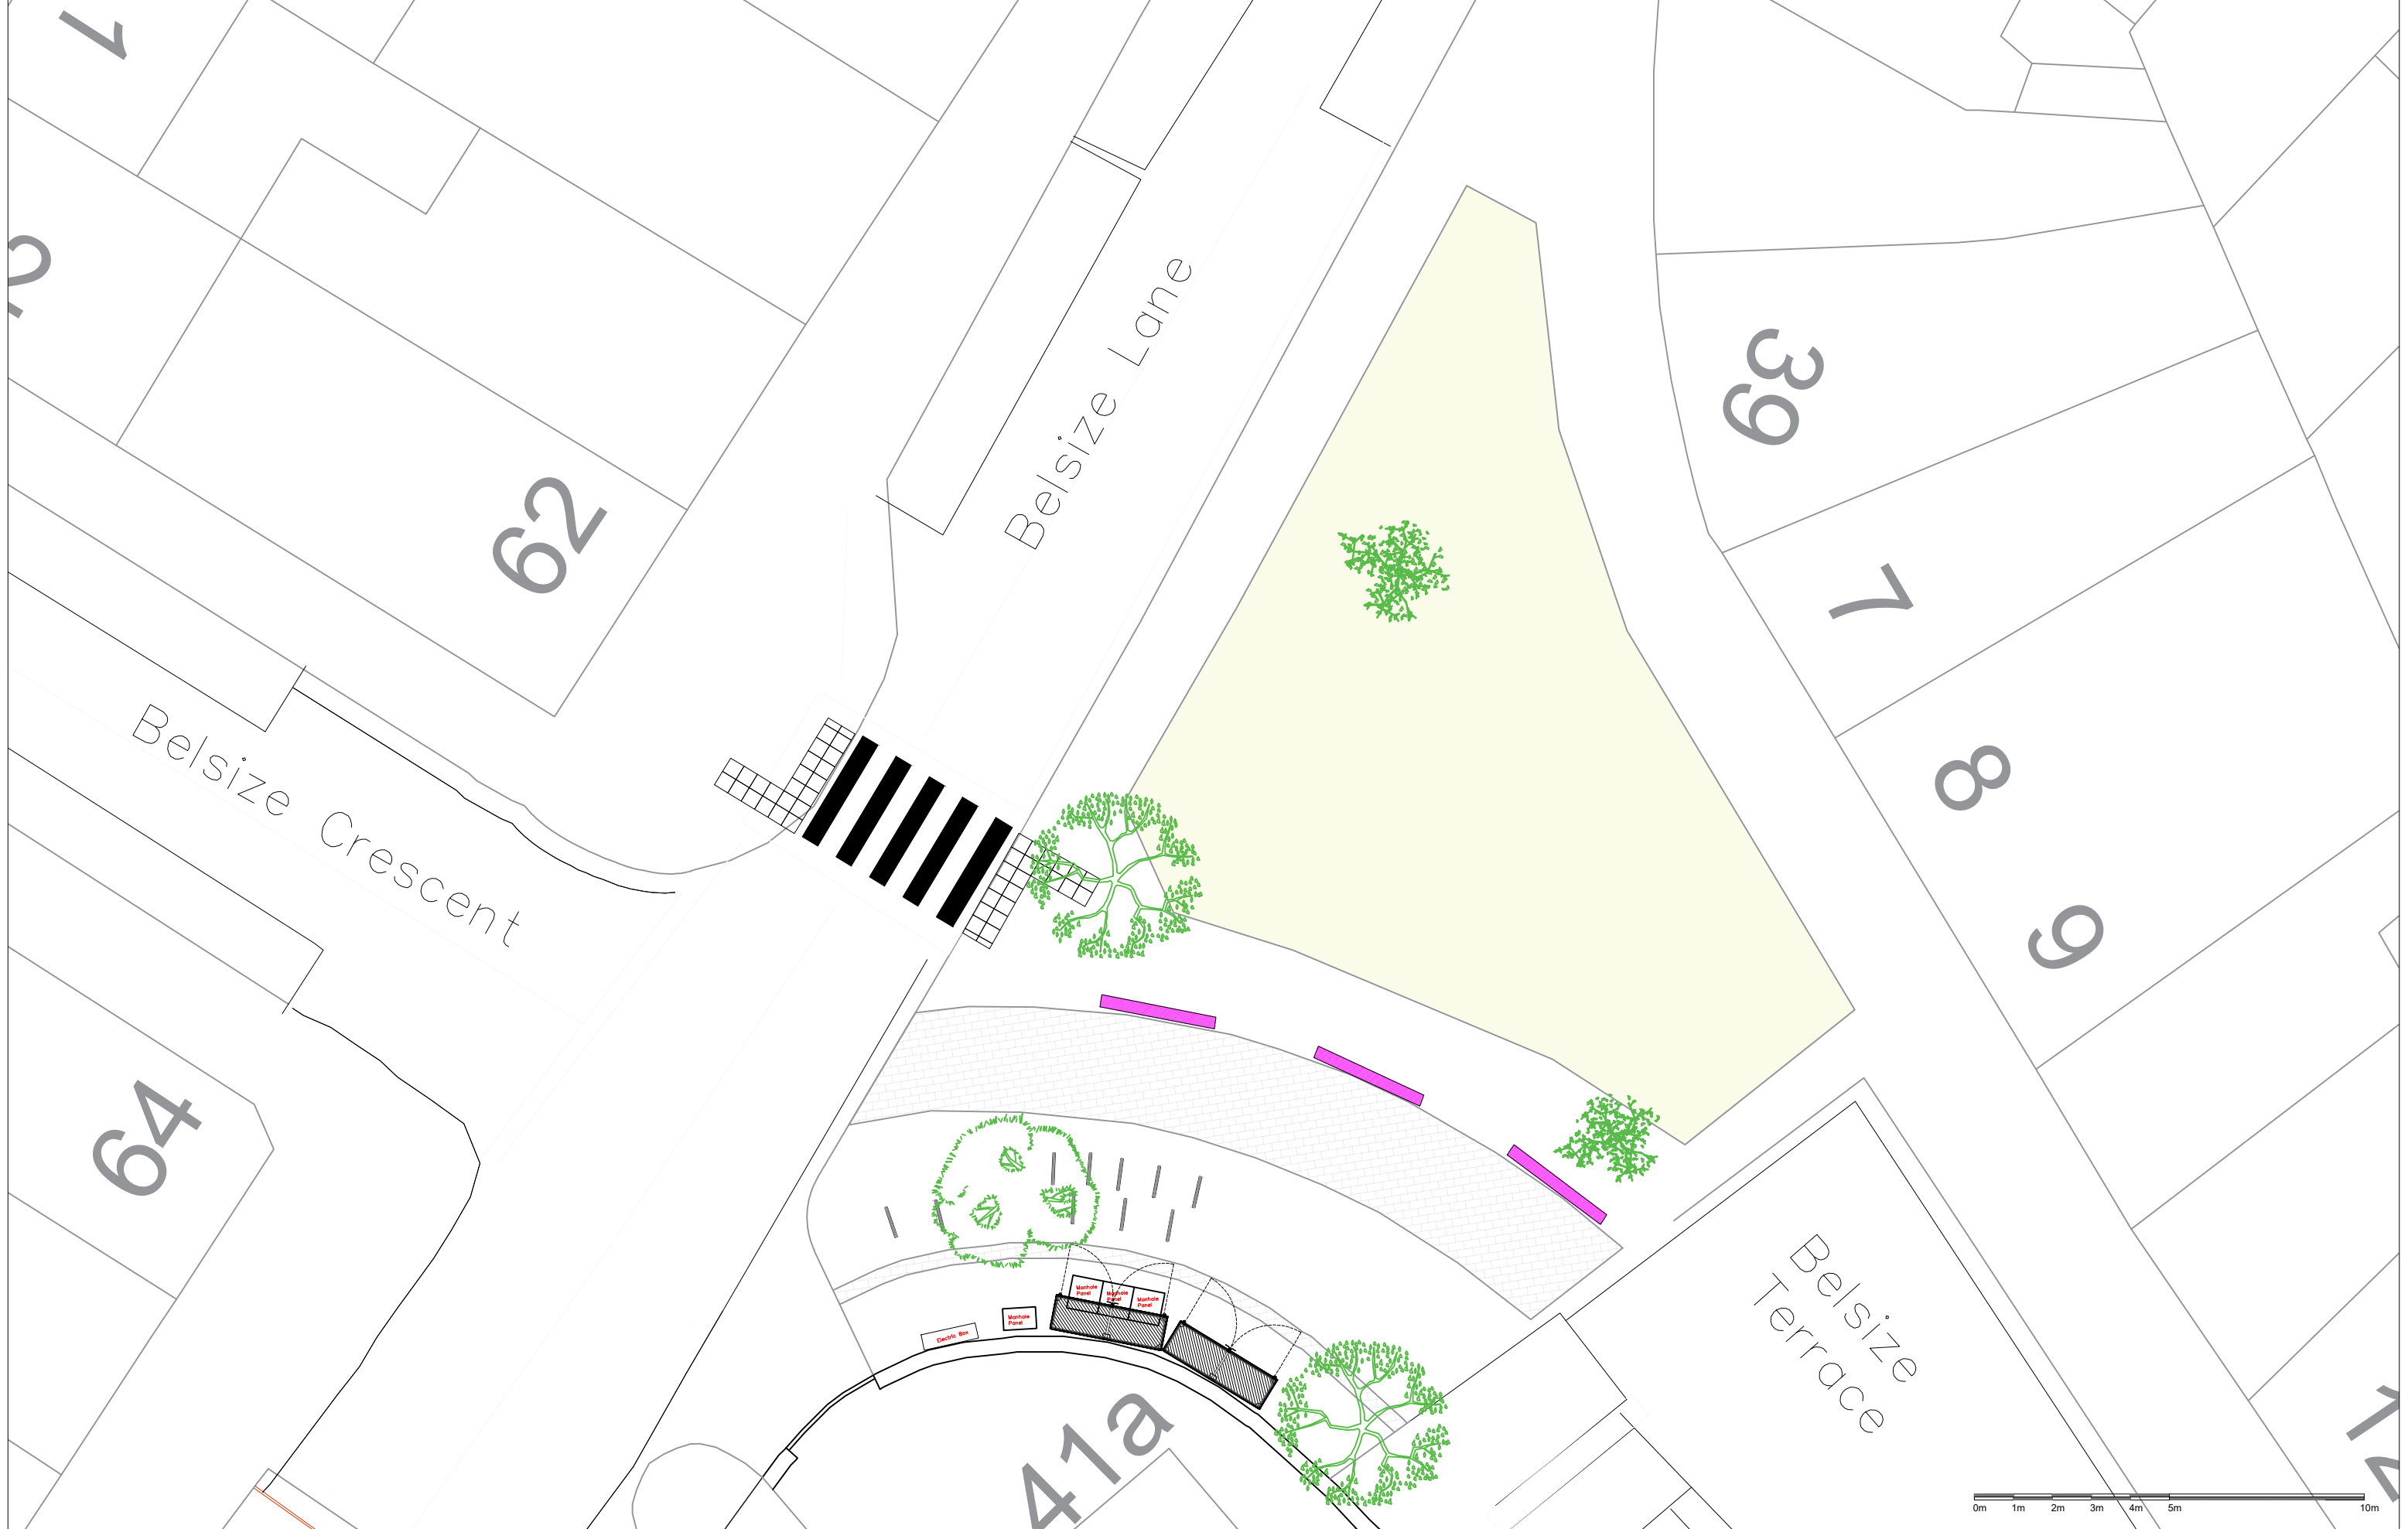 1
2
62
39
7
8
9
64
Belsize Lane
Belsize Crescent
Belsize
Terrace
Manhole
Panel
Manhole
Panel
Manhole
Panel
Manhole
Panel
Electric Box
41a
0m 1m 2m 3m 4m 5m 10m